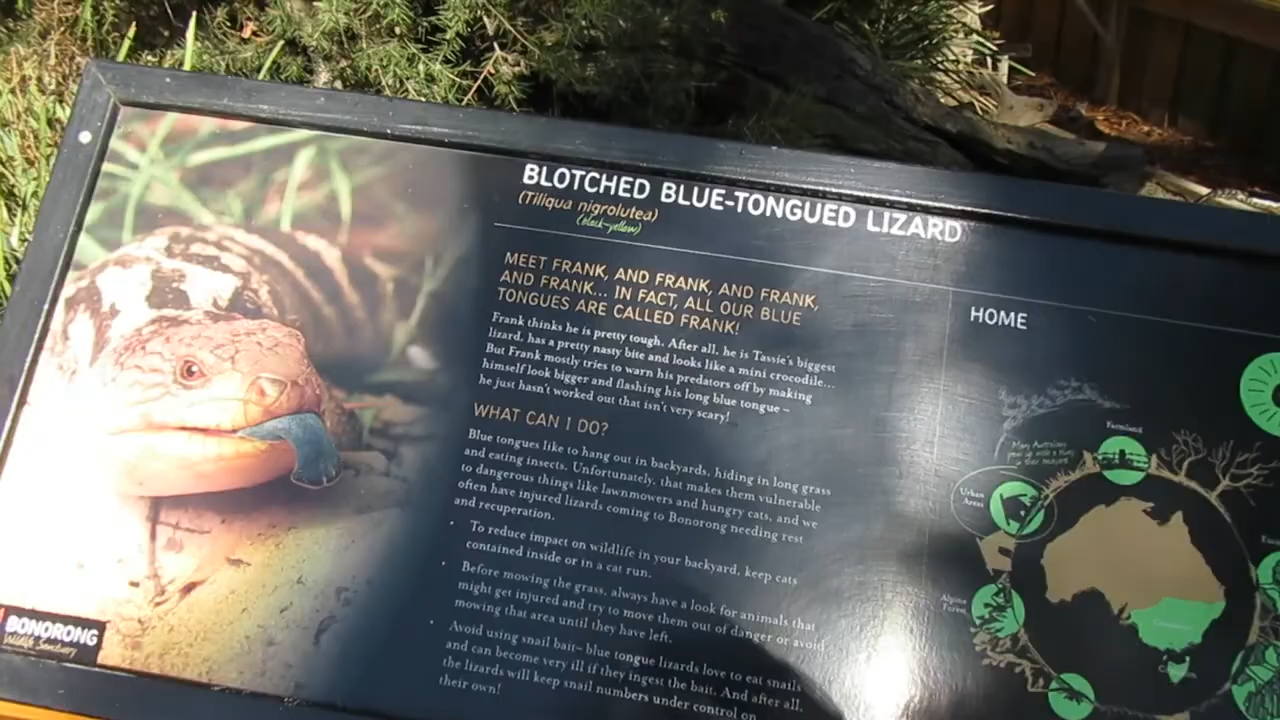 BLOTCHED BLUE-TONGUED LIZARD
(Tiliqua nigrolutea)
(black-yellow)
MEET FRANK, AND FRANK, AND FRANK,
AND FRANK... IN FACT, ALL OUR BLUE
TONGUES ARE CALLED FRANK!
Frank thinks he is pretty tough. After all, he is Tassie's biggest
lizard, has a pretty nasty bite and looks like a mini crocodile...
But Frank mostly tries to warn his predators off by making
himself look bigger and flashing his long blue tongue –
he just hasn't worked out that isn't very scary!
WHAT CAN I DO?
Blue tongues like to hang out in backyards, hiding in long grass
and eating insects. Unfortunately, that makes them vulnerable
to dangerous things like lawnmowers and hungry cats, and we
often have injured lizards coming to Bonorong needing rest
and recuperation.
• To reduce impact on wildlife in your backyard, keep cats
contained inside or in a cat run.
• Before mowing the grass, always have a look for animals that
might get injured and try to move them out of danger or avoid
mowing that area until they have left.
• Avoid using snail bait– blue tongue lizards love to eat snails
and can become very ill if they ingest the bait. And after all,
the lizards will keep snail numbers under control on
their own!
HOME
Farmland
Many Australians
grow up with a
in their backyard
Urban
Areas
Alpine
Forest
BONORONG
Wildlife Sanctuary